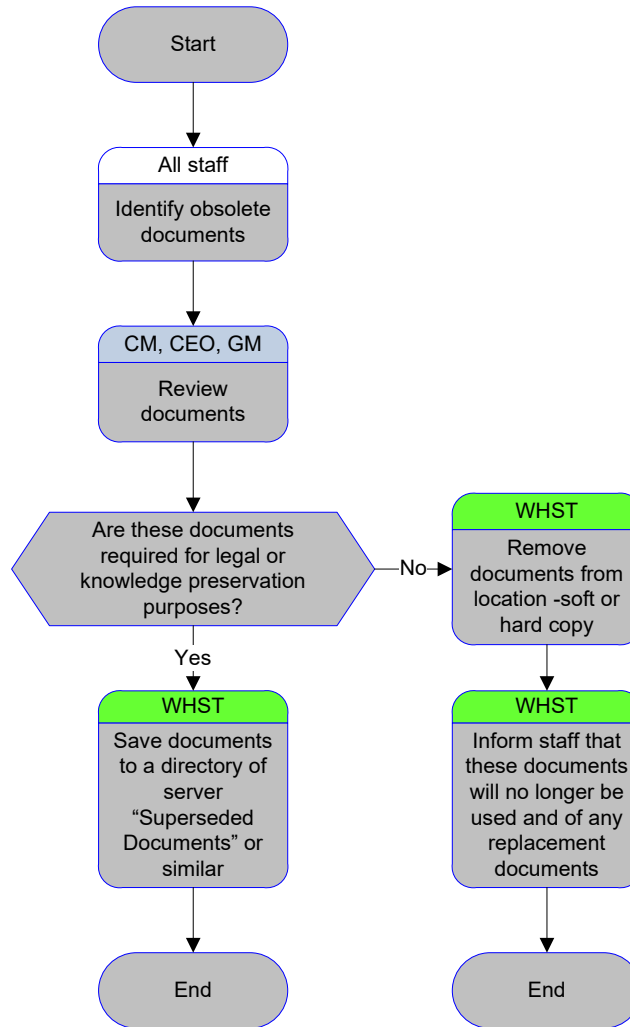 Start
All staff
Identify obsolete
documents
CM, CEO, GM
Review
documents
Are these documents
required for legal or
knowledge preservation
purposes?
No
WHST
Remove
documents from
location -soft or
hard copy
Yes
WHST
Save documents
to a directory of
server
“Superseded
Documents” or
similar
WHST
Inform staff that
these documents
will no longer be
used and of any
replacement
documents
End
End